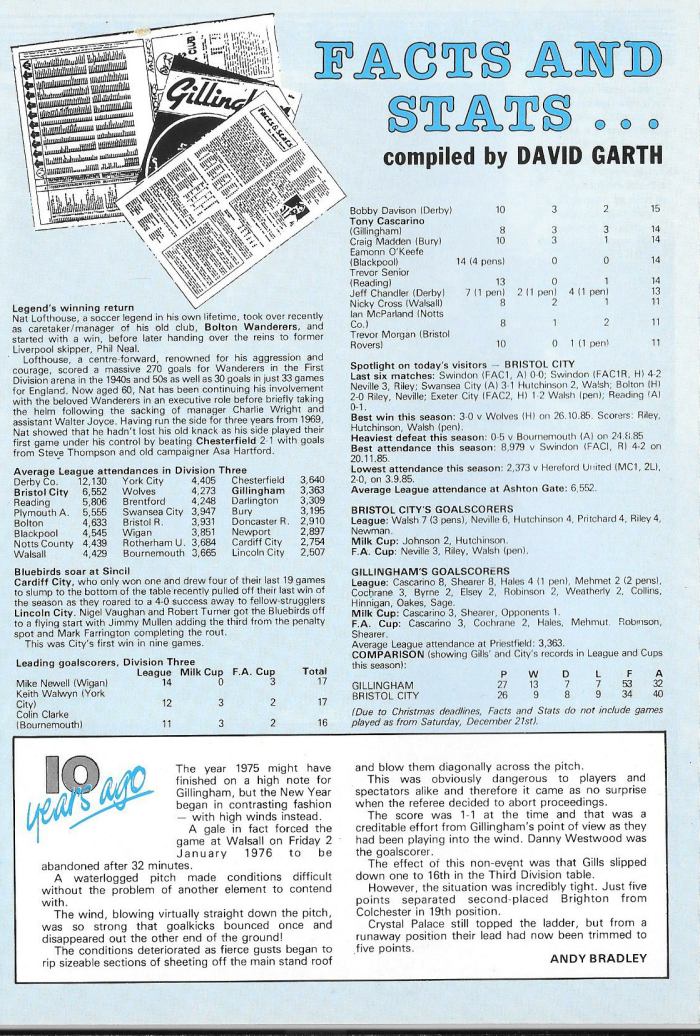 FACTS AND
STATS ...
compiled by DAVID GARTH
Legend's winning return
Nat Lofthouse, a soccer legend in his own lifetime, took over recently
as caretaker/manager of his old club, Bolton Wanderers, and
started with a win, before later handing over the reins to former
Liverpool skipper, Phil Neal.
Lofthouse, a centre-forward, renowned for his aggression and
courage, scored a massive 270 goals for Wanderers in the First
Division arena in the 1940s and 50s as well as 30 goals in just 33 games
for England. Now aged 60, Nat has been continuing his involvement
with the beloved Wanderers in an executive role before briefly taking
the helm following the sacking of manager Charlie Wright and
assistant Walter Joyce. Having run the side for three years from 1969,
Nat showed that he hadn't lost his old knack as his side played their
first game under his control by beating Chesterfield 2-1 with goals
from Steve Thompson and old campaigner Asa Hartford.
Average League attendances in Division Three
Derby Co. 12,130 York City 4,405 Chesterfield 3,640
Bristol City 6,552 Wolves 4,273 Gillingham 3,363
Reading 5,806 Brentford 4,248 Darlington 3,309
Plymouth A. 5,555 Swansea City 3,947 Bury 3,195
Bolton 4,633 Bristol R. 3,931 Doncaster R. 2,910
Blackpool 4,545 Wigan 3,851 Newport 2,897
Notts County 4,439 Rotherham U. 3,684 Cardiff City 2,754
Walsall 4,429 Bournemouth 3,665 Lincoln City 2,507
Bluebirds soar at Sincil
Cardiff City, who only won one and drew four of their last 19 games
to slump to the bottom of the table recently pulled off their last win of
the season as they roared to a 4-0 success away to fellow-strugglers
Lincoln City. Nigel Vaughan and Robert Turner got the Bluebirds off
to a flying start with Jimmy Mullen adding the third from the penalty
spot and Mark Farrington completing the rout.
This was City's first win in nine games.
Leading goalscorers, Division Three
League Milk Cup F.A. Cup Total
Mike Newell (Wigan) 14 0 3 17
Keith Walwyn (York
City) 12 3 2 17
Colin Clarke
(Bournemouth) 11 3 2 16
Bobby Davison (Derby) 10 3 2 15
Tony Cascarino
(Gillingham) 8 3 3 14
Craig Madden (Bury) 10 3 1 14
Eamonn O'Keefe
(Blackpool) 14 (4 pens) 0 0 14
Trevor Senior
(Reading) 13 0 1 14
Jeff Chandler (Derby) 7 (1 pen) 2 (1 pen) 4 (1 pen) 13
Nicky Cross (Walsall) 8 2 1 11
Ian McParland (Notts
Co.) 8 1 2 11
Trevor Morgan (Bristol
Rovers) 10 0 1 (1 pen) 11
Spotlight on today's visitors — BRISTOL CITY
Last six matches: Swindon (FAC1, A) 0-0; Swindon (FAC1R, H) 4-2
Neville 3, Riley; Swansea City (A) 3-1 Hutchinson 2, Walsh; Bolton (H)
2-0 Riley, Neville; Exeter City (FAC2, H) 1-2 Walsh (pen); Reading (A)
0-1.
Best win this season: 3-0 v Wolves (H) on 26.10.85. Scorers: Riley,
Hutchinson, Walsh (pen).
Heaviest defeat this season: 0-5 v Bournemouth (A) on 24.8.85
Best attendance this season: 8,979 v Swindon (FACI, R) 4-2 on
20.11.85.
Lowest attendance this season: 2,373 v Hereford United (MC1, 2L),
2-0, on 3.9.85.
Average League attendance at Ashton Gate: 6,552.
BRISTOL CITY'S GOALSCORERS
League: Walsh 7 (3 pens), Neville 6, Hutchinson 4, Pritchard 4, Riley 4,
Newman.
Milk Cup: Johnson 2, Hutchinson.
F.A. Cup: Neville 3, Riley, Walsh (pen).
GILLINGHAM'S GOALSCORERS
League: Cascarino 8, Shearer 8, Hales 4 (1 pen), Mehmet 2 (2 pens),
Cochrane 3, Byrne 2, Elsey 2, Robinson 2, Weatherly 2, Collins,
Hinnigan, Oakes, Sage.
Milk Cup: Cascarino 3, Shearer, Opponents 1.
F.A. Cup: Cascarino 3, Cochrane 2, Hales, Mehmut, Robinson,
Shearer.
Average League attendance at Priestfield: 3,363.
COMPARISON (showing Gills' and City's records in League and Cups
this season):
P W D L F A
GILLINGHAM 27 13 7 7 53 32
BRISTOL CITY 26 9 8 9 34 40
(Due to Christmas deadlines, Facts and Stats do not include games
played as from Saturday, December 21st).
10
years ago
The year 1975 might have
finished on a high note for
Gillingham, but the New Year
began in contrasting fashion
— with high winds instead.
A gale in fact forced the
game at Walsall on Friday 2
January 1976 to be
abandoned after 32 minutes.
A waterlogged pitch made conditions difficult
without the problem of another element to contend
with.
The wind, blowing virtually straight down the pitch,
was so strong that goalkicks bounced once and
disappeared out the other end of the ground!
The conditions deteriorated as fierce gusts began to
rip sizeable sections of sheeting off the main stand roof
and blow them diagonally across the pitch.
This was obviously dangerous to players and
spectators alike and therefore it came as no surprise
when the referee decided to abort proceedings.
The score was 1-1 at the time and that was a
creditable effort from Gillingham's point of view as they
had been playing into the wind. Danny Westwood was
the goalscorer.
The effect of this non-event was that Gills slipped
down one to 16th in the Third Division table.
However, the situation was incredibly tight. Just five
points separated second-placed Brighton from
Colchester in 19th position.
Crystal Palace still topped the ladder, but from a
runaway position their lead had now been trimmed to
five points.
ANDY BRADLEY